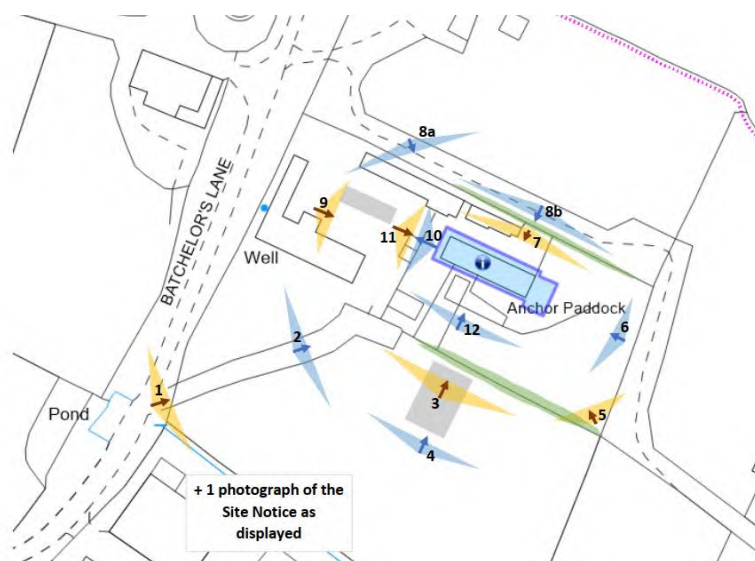 8a
9
8b
11
10
7
BATCHELOR'S LANE
Well
Anchor Paddock
2
12
6
1
3
5
Pond
4
+ 1 photograph of the
Site Notice as
displayed